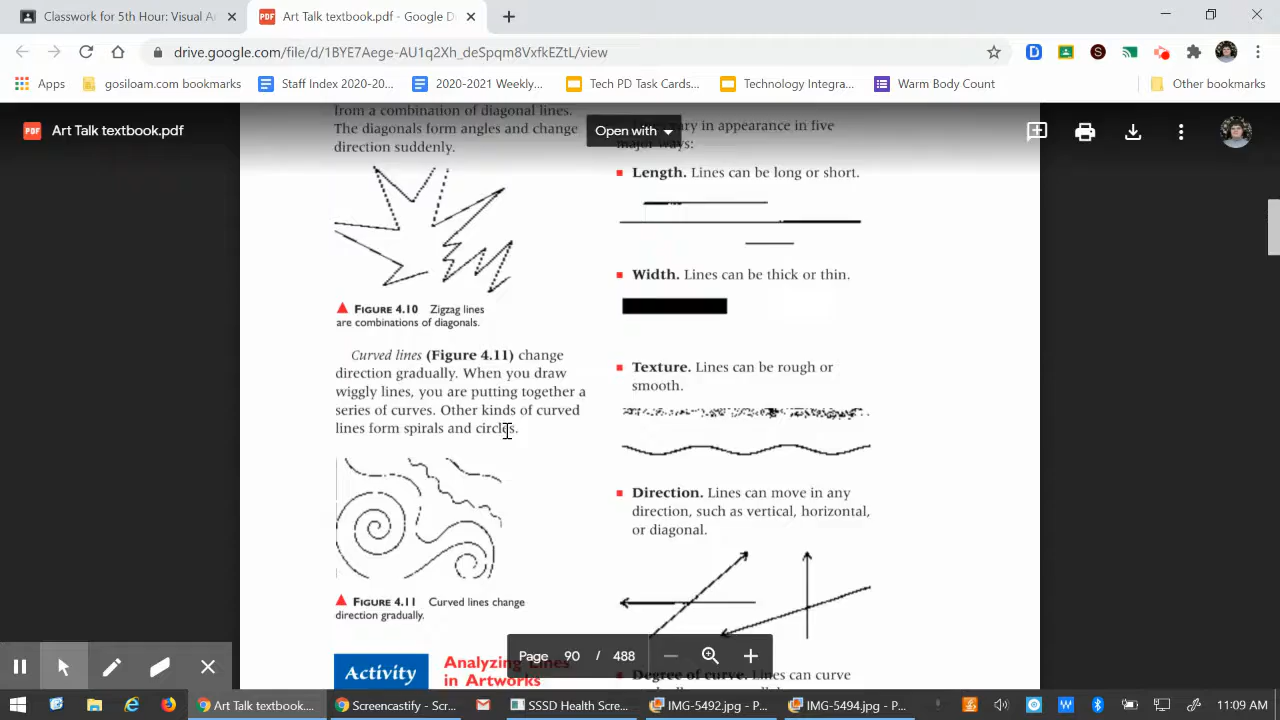 Classwork for 5th Hour: Visual A
Art Talk textbook.pdf - Google D
drive.google.com/file/d/1BYE7Aege-AU1q2Xh_deSpqm8VxfkEZtL/view
Apps
gosiloam.com bookmarks
Staff Index 2020-20...
2020-2021 Weekly...
Tech PD Task Cards...
Technology Integra...
Warm Body Count
Other bookmarks
PDF Art Talk textbook.pdf
Open with
from a combination of diagonal lines.
The diagonals form angles and change
direction suddenly.
FIGURE 4.10 Zigzag lines
are combinations of diagonals.
Curved lines (Figure 4.11) change
direction gradually. When you draw
wiggly lines, you are putting together a
series of curves. Other kinds of curved
lines form spirals and circles.
FIGURE 4.11 Curved lines change
direction gradually.
Activity
Analyzing Lines
in Artworks
vary in appearance in five
major ways:
Length. Lines can be long or short.
Width. Lines can be thick or thin.
Texture. Lines can be rough or
smooth.
Direction. Lines can move in any
direction, such as vertical, horizontal,
or diagonal.
Degree of curve. Lines can curve
Page 90 / 488
Art Talk textbook....
Screencastify - Scr...
SSSD Health Scre...
IMG-5492.jpg - P...
IMG-5494.jpg - P...
11:09 AM